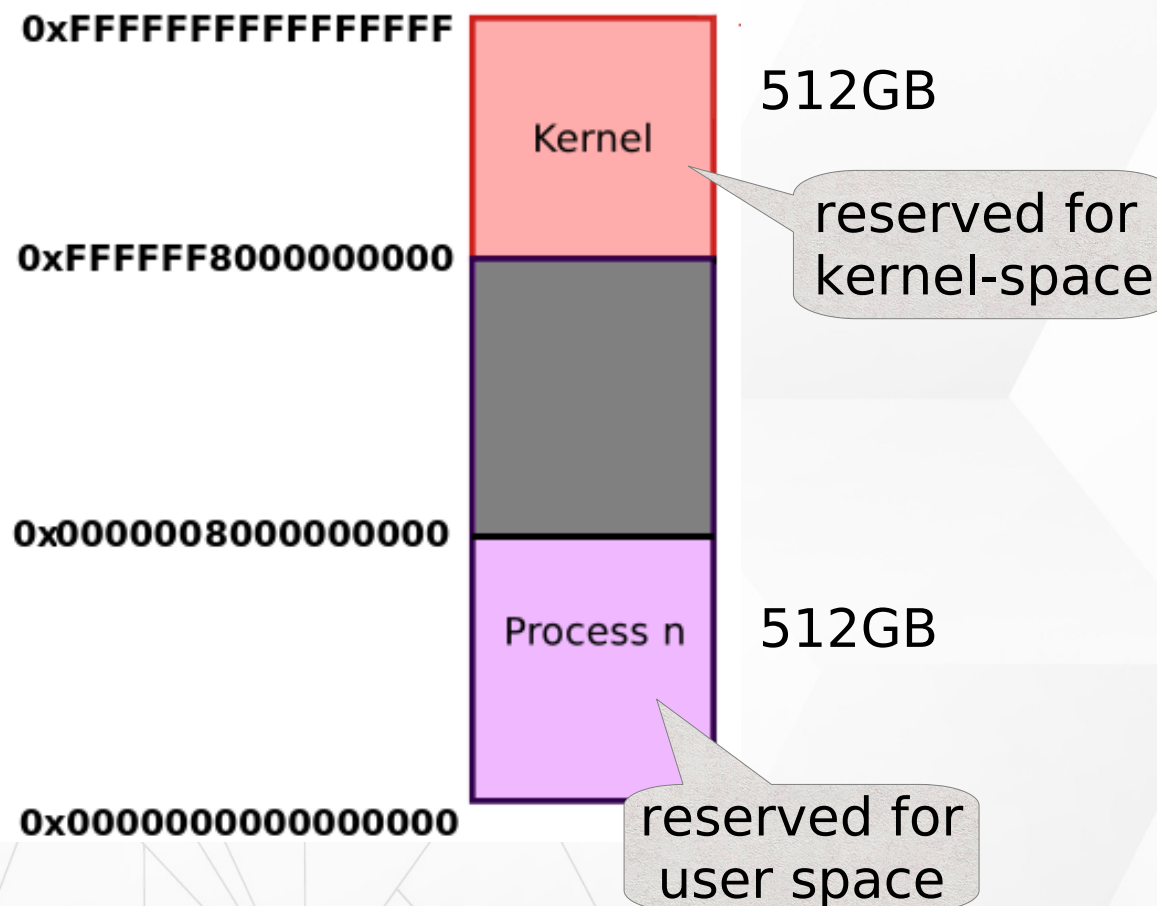 0xFFFFFFFFFFFFFFFF
512GB
Kernel
reserved for
kernel-space
0xFFFFFF8000000000
0x0000008000000000
Process n
512GB
reserved for
user space
0x0000000000000000